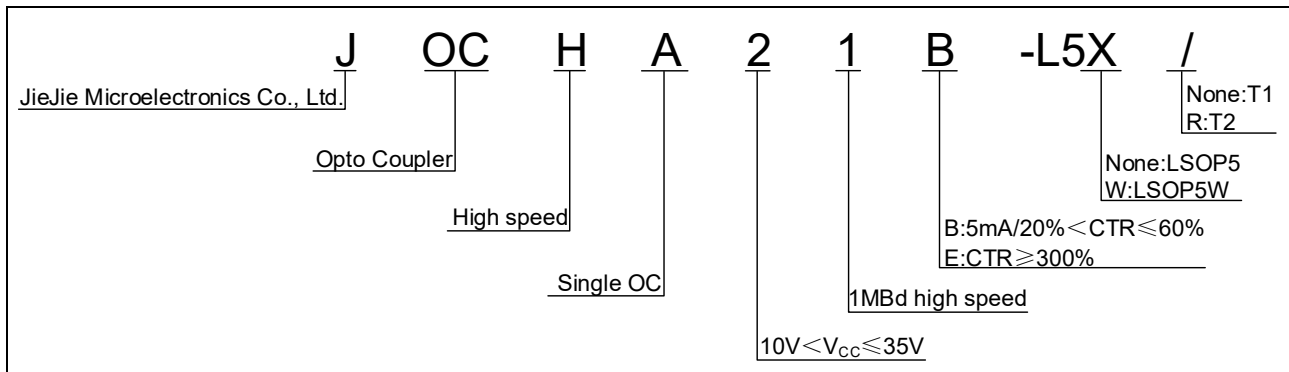 J OC H A 2 1 B -L5X /
JieJie Microelectronics Co., Ltd.
None:T1
R:T2
Opto Coupler
None:LSOP5
W:LSOP5W
High speed
B:5mA/20%<CTR≤60%
E:CTR≥300%
Single OC
1MBd high speed
10V<VCC≤35V